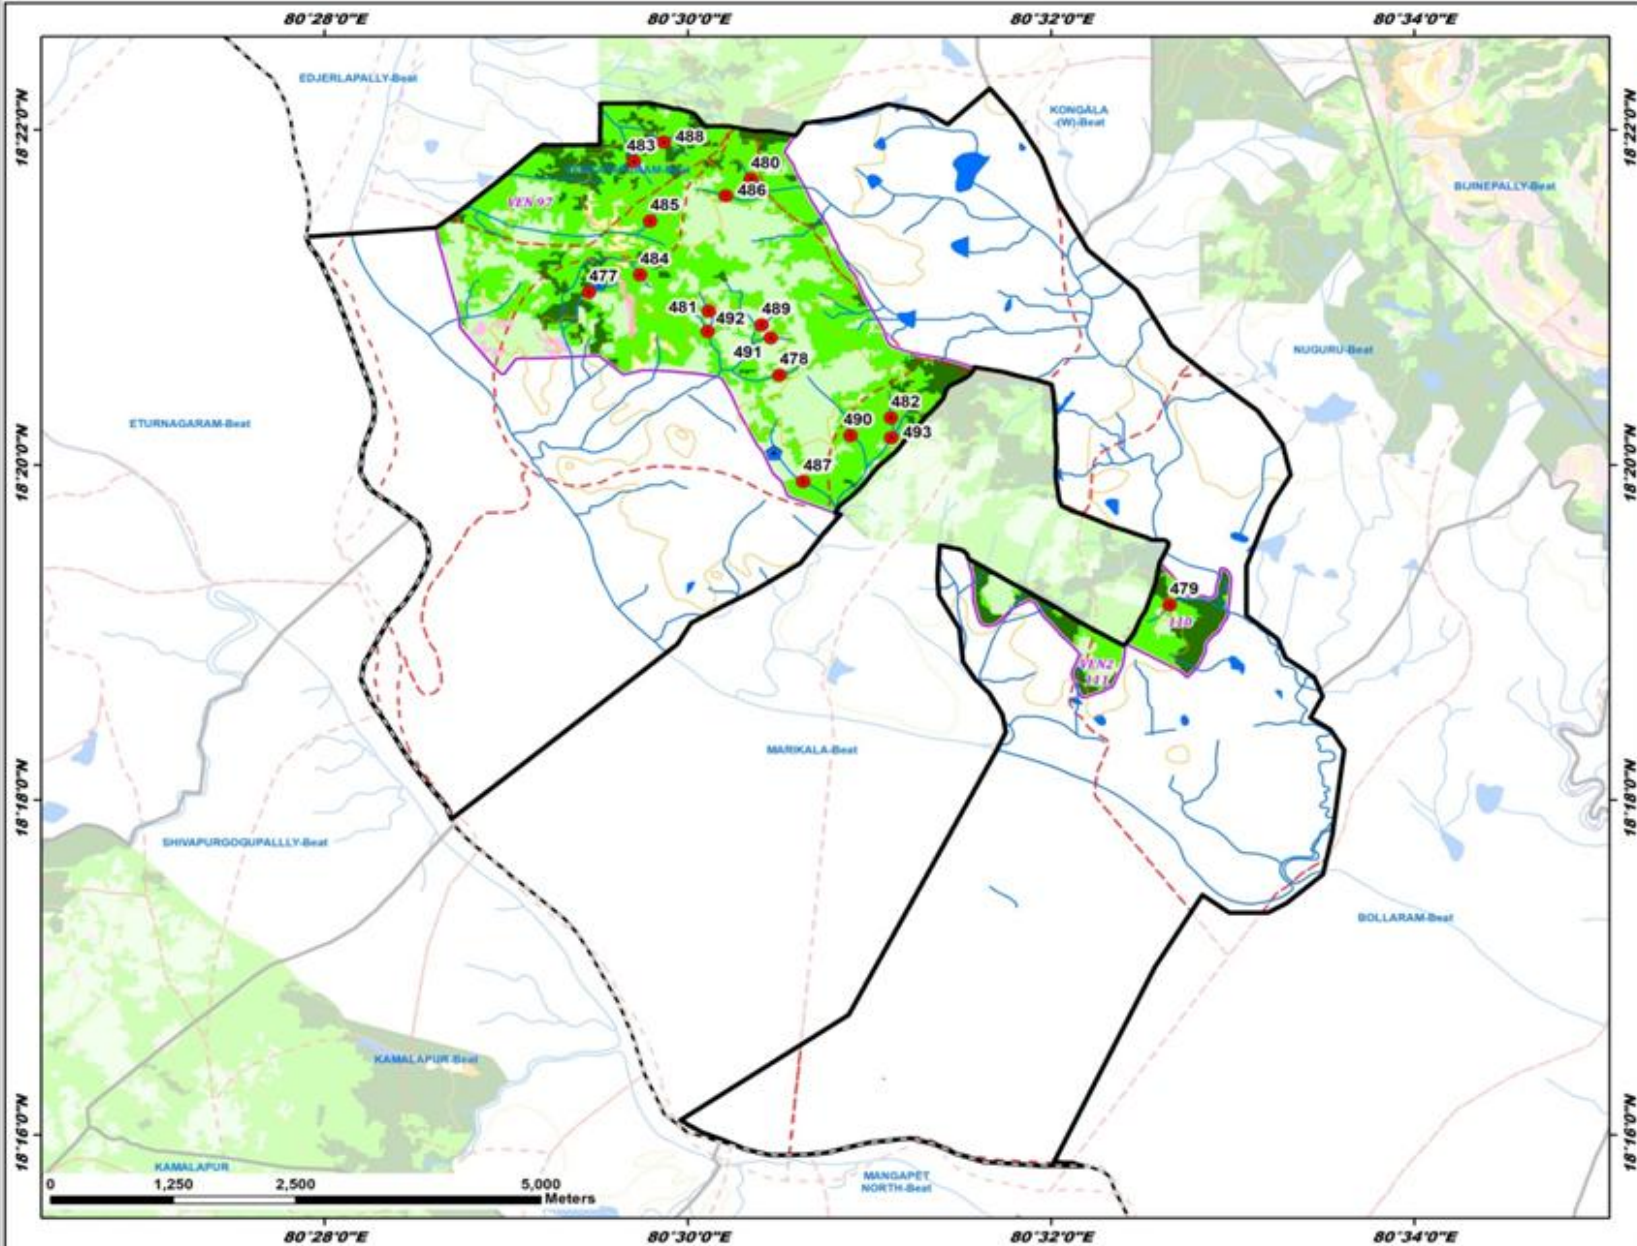 80°28'0"E
80°30'0"E
80°32'0"E
80°34'0"E
18°22'0"N
18°22'0"N
EDJERLAPALLY-Beat
KONGALA
-(W)-Beat
488
483
480
BIJINEPALLY-Beat
486
VEN 97
485
484
477
481
492
489
491
478
NUGURU-Beat
482
490
493
ETURNAGARAM-Beat
18°20'0"N
18°20'0"N
487
479
110
VEN2
111
MARIKALA-Beat
18°18'0"N
18°18'0"N
SHIVAPURGOGUPALLLY-Beat
BOLLARAM-Beat
KAMALAPUR-Beat
18°16'0"N
18°16'0"N
KAMALAPUR
MANGAPET
NORTH-Beat
0
1,250
2,500
5,000
Meters
80°28'0"E
80°30'0"E
80°32'0"E
80°34'0"E